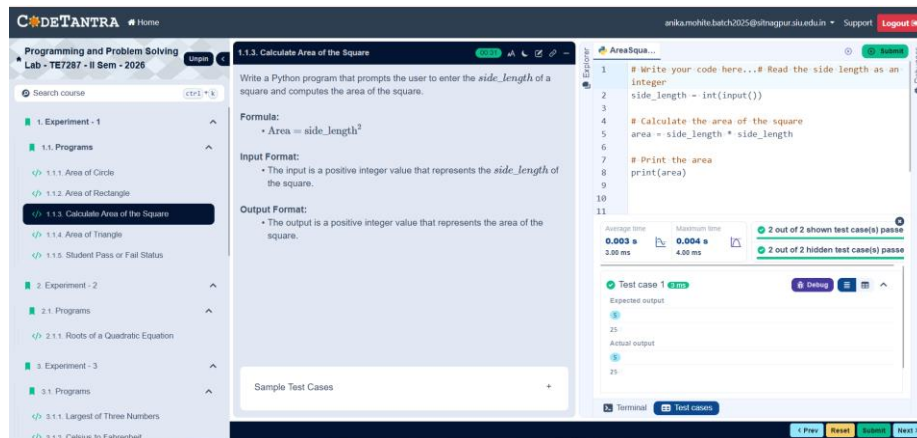 CODETANTRA Home
anika.mohite.batch2025@sitnagpur.siu.edu.in Support Logout
Programming and Problem Solving
Lab - TE7287 - II Sem - 2026
Unpin
Search course ctrl + k
1. Experiment - 1
1.1. Programs
</> 1.1.1. Area of Circle
</> 1.1.2. Area of Rectangle
</> 1.1.3. Calculate Area of the Square
</> 1.1.4. Area of Triangle
</> 1.1.5. Student Pass or Fail Status
2. Experiment - 2
2.1. Programs
</> 2.1.1. Roots of a Quadratic Equation
3. Experiment - 3
3.1. Programs
</> 3.1.1. Largest of Three Numbers
</> 3.1.2. Celsius to Fahrenheit
1.1.3. Calculate Area of the Square
00:31
Write a Python program that prompts the user to enter the side_length of a
square and computes the area of the square.
Formula:
• Area = side_length²
Input Format:
• The input is a positive integer value that represents the side_length of
the square.
Output Format:
• The output is a positive integer value that represents the area of the
square.
Sample Test Cases +
Explorer
AreaSqua...
Submit
1 # Write your code here...# Read the side length as an
integer
2 side_length = int(input())
3
4 # Calculate the area of the square
5 area = side_length * side_length
6
7 # Print the area
8 print(area)
9
10
11
Average time
0.003 s
3.00 ms
Maximum time
0.004 s
4.00 ms
2 out of 2 shown test case(s) passe
2 out of 2 hidden test case(s) passe
Test case 1 3 ms
Debug
Expected output
5
25
Actual output
5
25
Terminal Test cases
< Prev Reset Submit Next